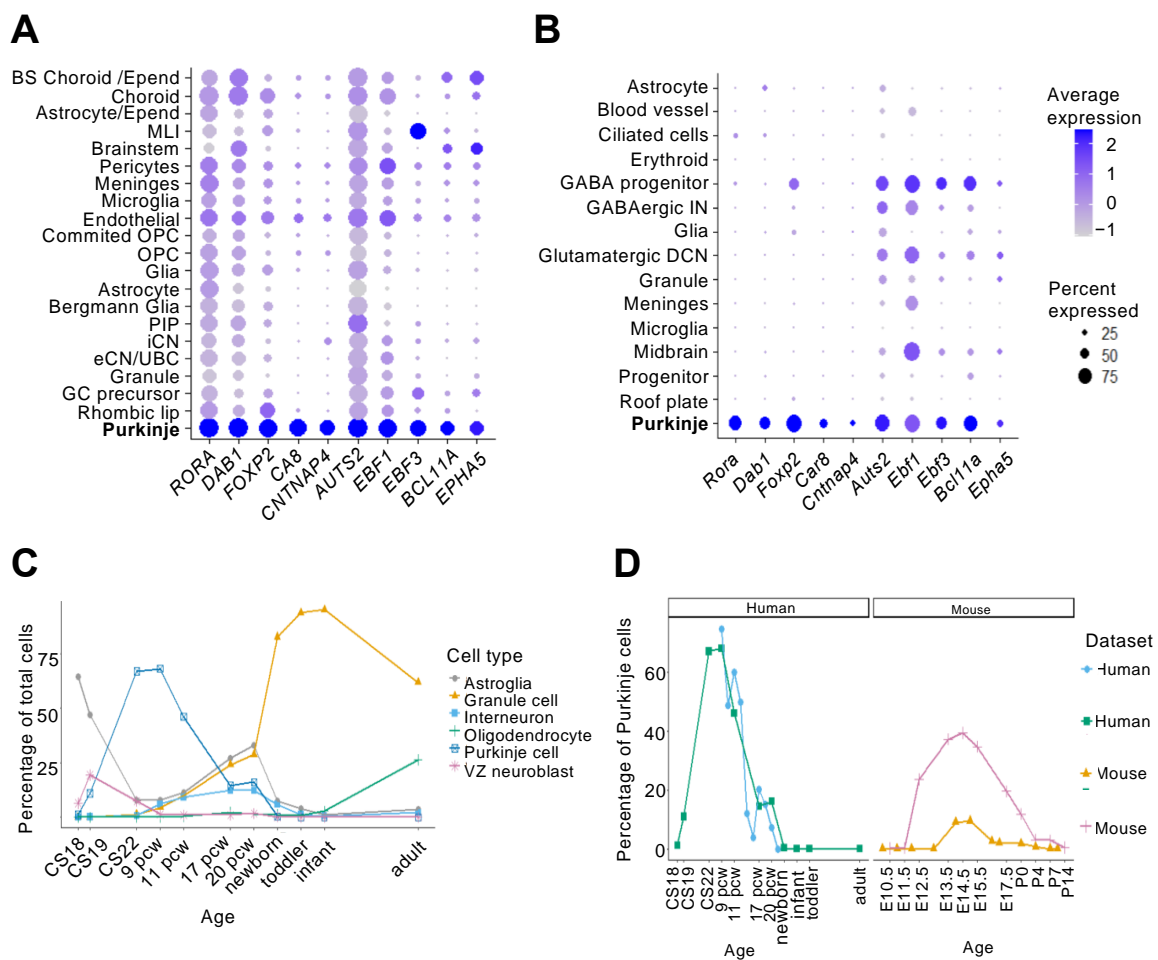 A
BS Choroid /Epend
Choroid
Astrocyte/Epend
MLI
Brainstem
Pericytes
Meninges
Microglia
Endothelial
Commited OPC
OPC
Glia
Astrocyte
Bergmann Glia
PIP
iCN
eCN/UBC
Granule
GC precursor
Rhombic lip
Purkinje
RORA
DAB1
FOXP2
CA8
CNTNAP4
AUTS2
EBF1
EBF3
BCL11A
EPHA5
B
Astrocyte
Blood vessel
Ciliated cells
Erythroid
GABA progenitor
GABAergic IN
Glia
Glutamatergic DCN
Granule
Meninges
Microglia
Midbrain
Progenitor
Roof plate
Purkinje
Rora
Dab1
Foxp2
Car8
Cntnap4
Auts2
Ebf1
Ebf3
Bcl11a
Epha5
Average
expression
2
1
0
−1
Percent
expressed
25
50
75
C
Percentage of total cells
75
50
25
CS18
CS19
CS22
9 pcw
11 pcw
17 pcw
20 pcw
newborn
toddler
infant
adult
Age
Cell type
Astroglia
Granule cell
Interneuron
Oligodendrocyte
Purkinje cell
VZ neuroblast
D
Human
Mouse
Percentage of Purkinje cells
60
40
20
0
CS18
CS19
CS22
9 pcw
11 pcw
17 pcw
20 pcw
newborn
infant
toddler
adult
Age
E10.5
E11.5
E12.5
E13.5
E14.5
E15.5
E17.5
P0
P4
P7
P14
Age
Dataset
Human
Human
Mouse
Mouse